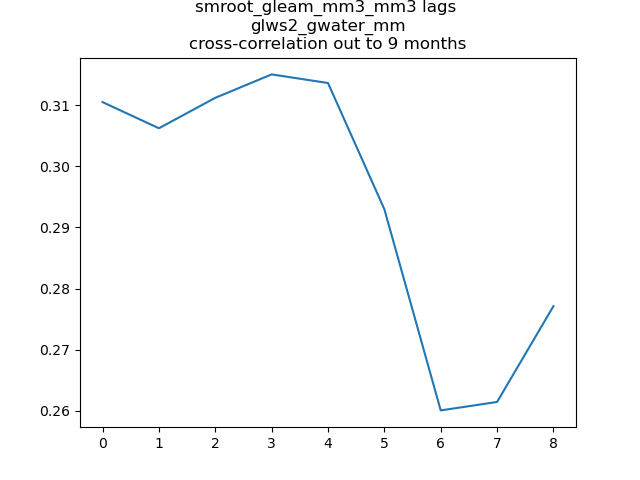 smroot_gleam_mm3_mm3 lags
glws2_gwater_mm
cross-correlation out to 9 months
0.31
0.30
0.29
0.28
0.27
0.26
0 1 2 3 4 5 6 7 8